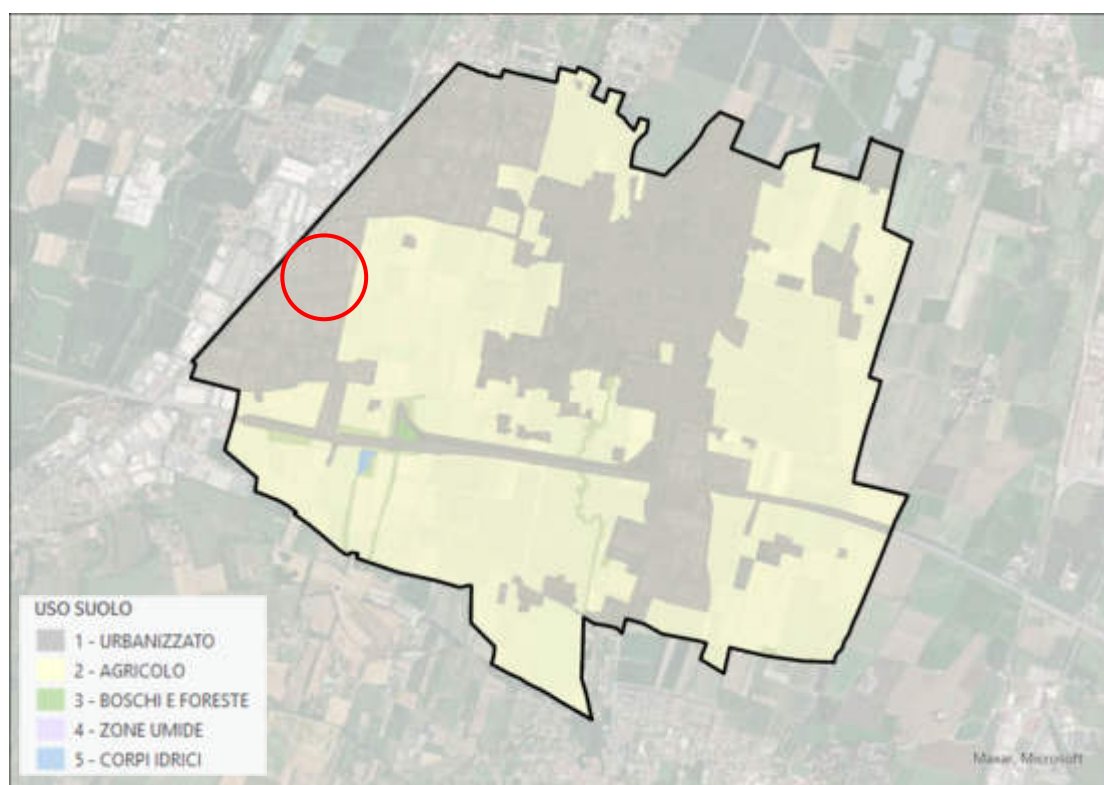 USO SUOLO
1 - URBANIZZATO
2 - AGRICOLO
3 - BOSCHI E FORESTE
4 - ZONE UMIDE
5 - CORPI IDRICI
Maxar, Microsoft